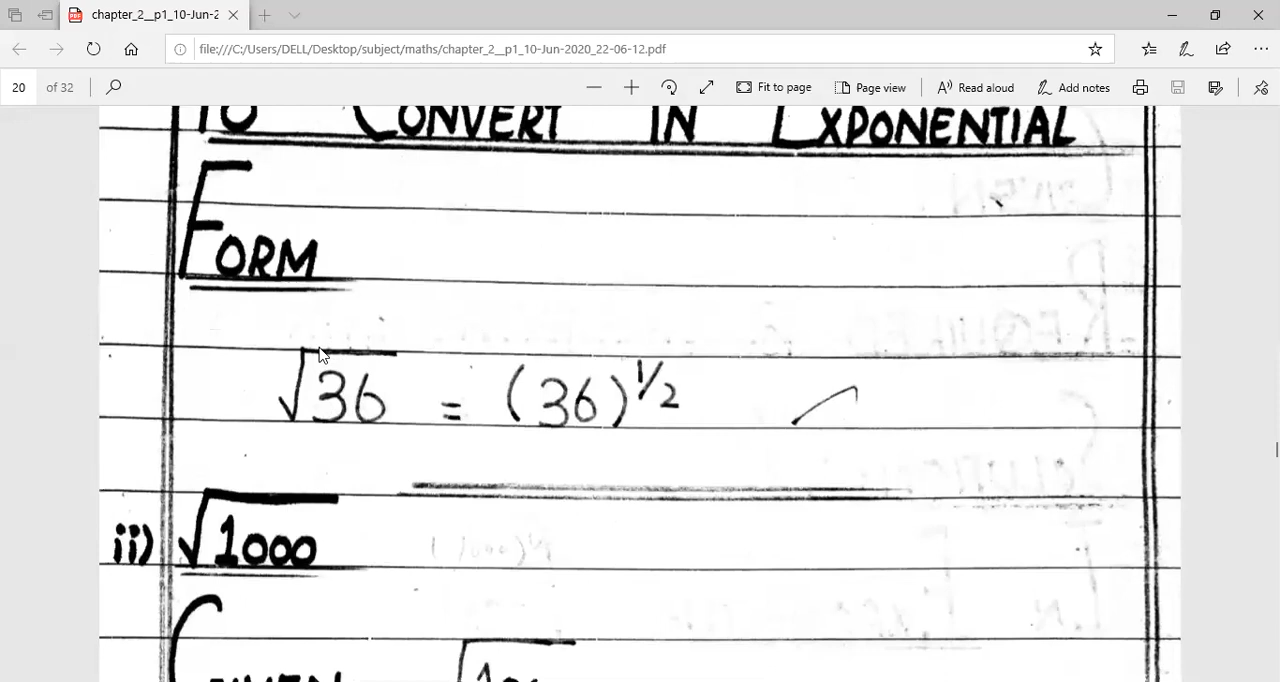 chapter_2__p1_10-Jun-2
file:///C:/Users/DELL/Desktop/subject/maths/chapter_2__p1_10-Jun-2020_22-06-12.pdf
20 of 32 Fit to page Page view Read aloud Add notes
TO CONVERT IN EXPONENTIAL
FORM
√36 = (36)^1/2
ii) √1000